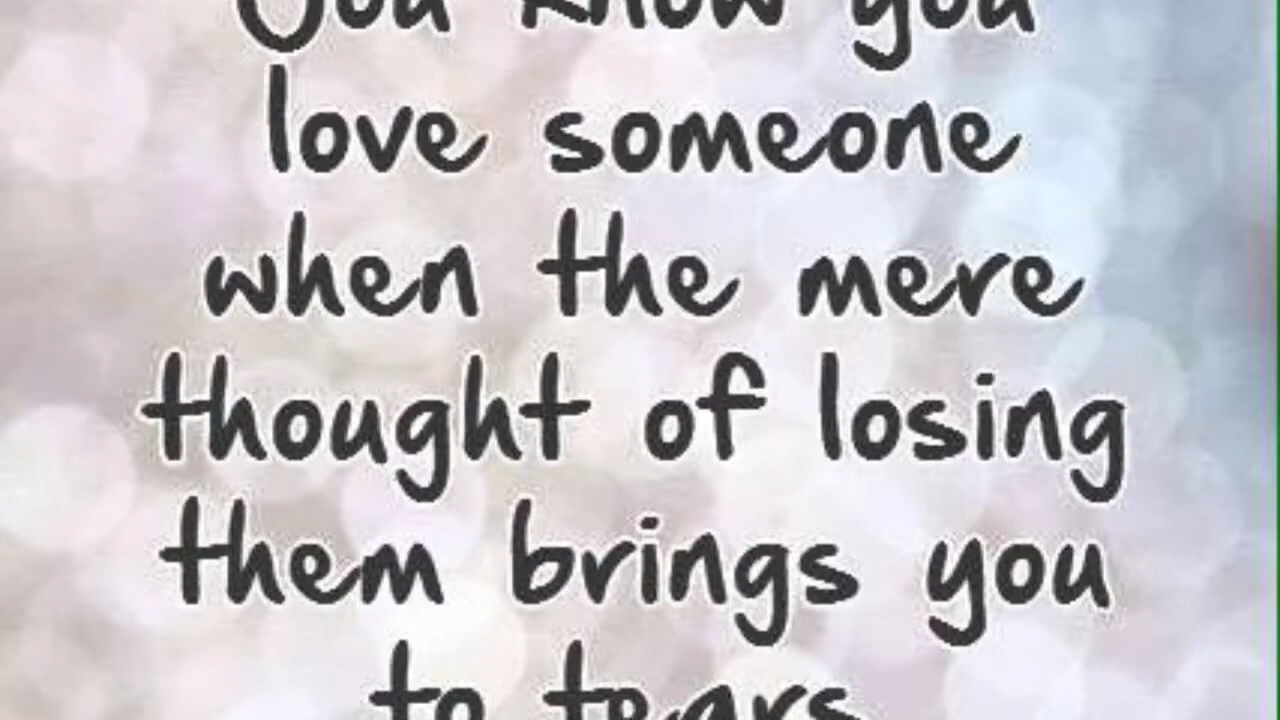 You know you
love someone
when the mere
thought of losing
them brings you
to tears